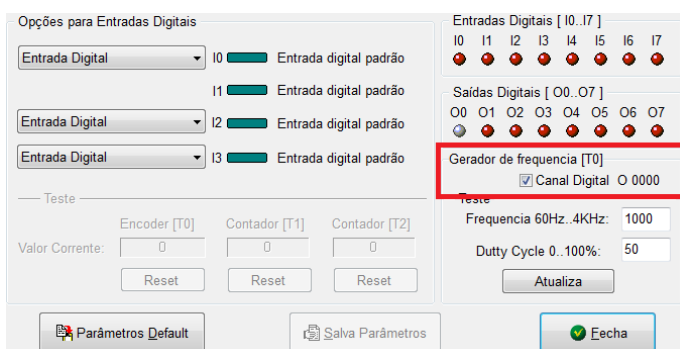 Opções para Entradas Digitais
Entrada Digital I0 Entrada digital padrão
I1 Entrada digital padrão
Entrada Digital I2 Entrada digital padrão
Entrada Digital I3 Entrada digital padrão
Teste
Encoder [T0] Contador [T1] Contador [T2]
Valor Corrente: 0 0 0
Reset Reset Reset
Entradas Digitais [ I0..I7 ]
I0 I1 I2 I3 I4 I5 I6 I7
Saídas Digitais [ O0..O7 ]
O0 O1 O2 O3 O4 O5 O6 O7
Gerador de frequencia [T0]
Canal Digital O 0000
Teste
Frequencia 60Hz..4KHz: 1000
Dutty Cycle 0..100%: 50
Atualiza
Parâmetros Default Salva Parâmetros Fecha